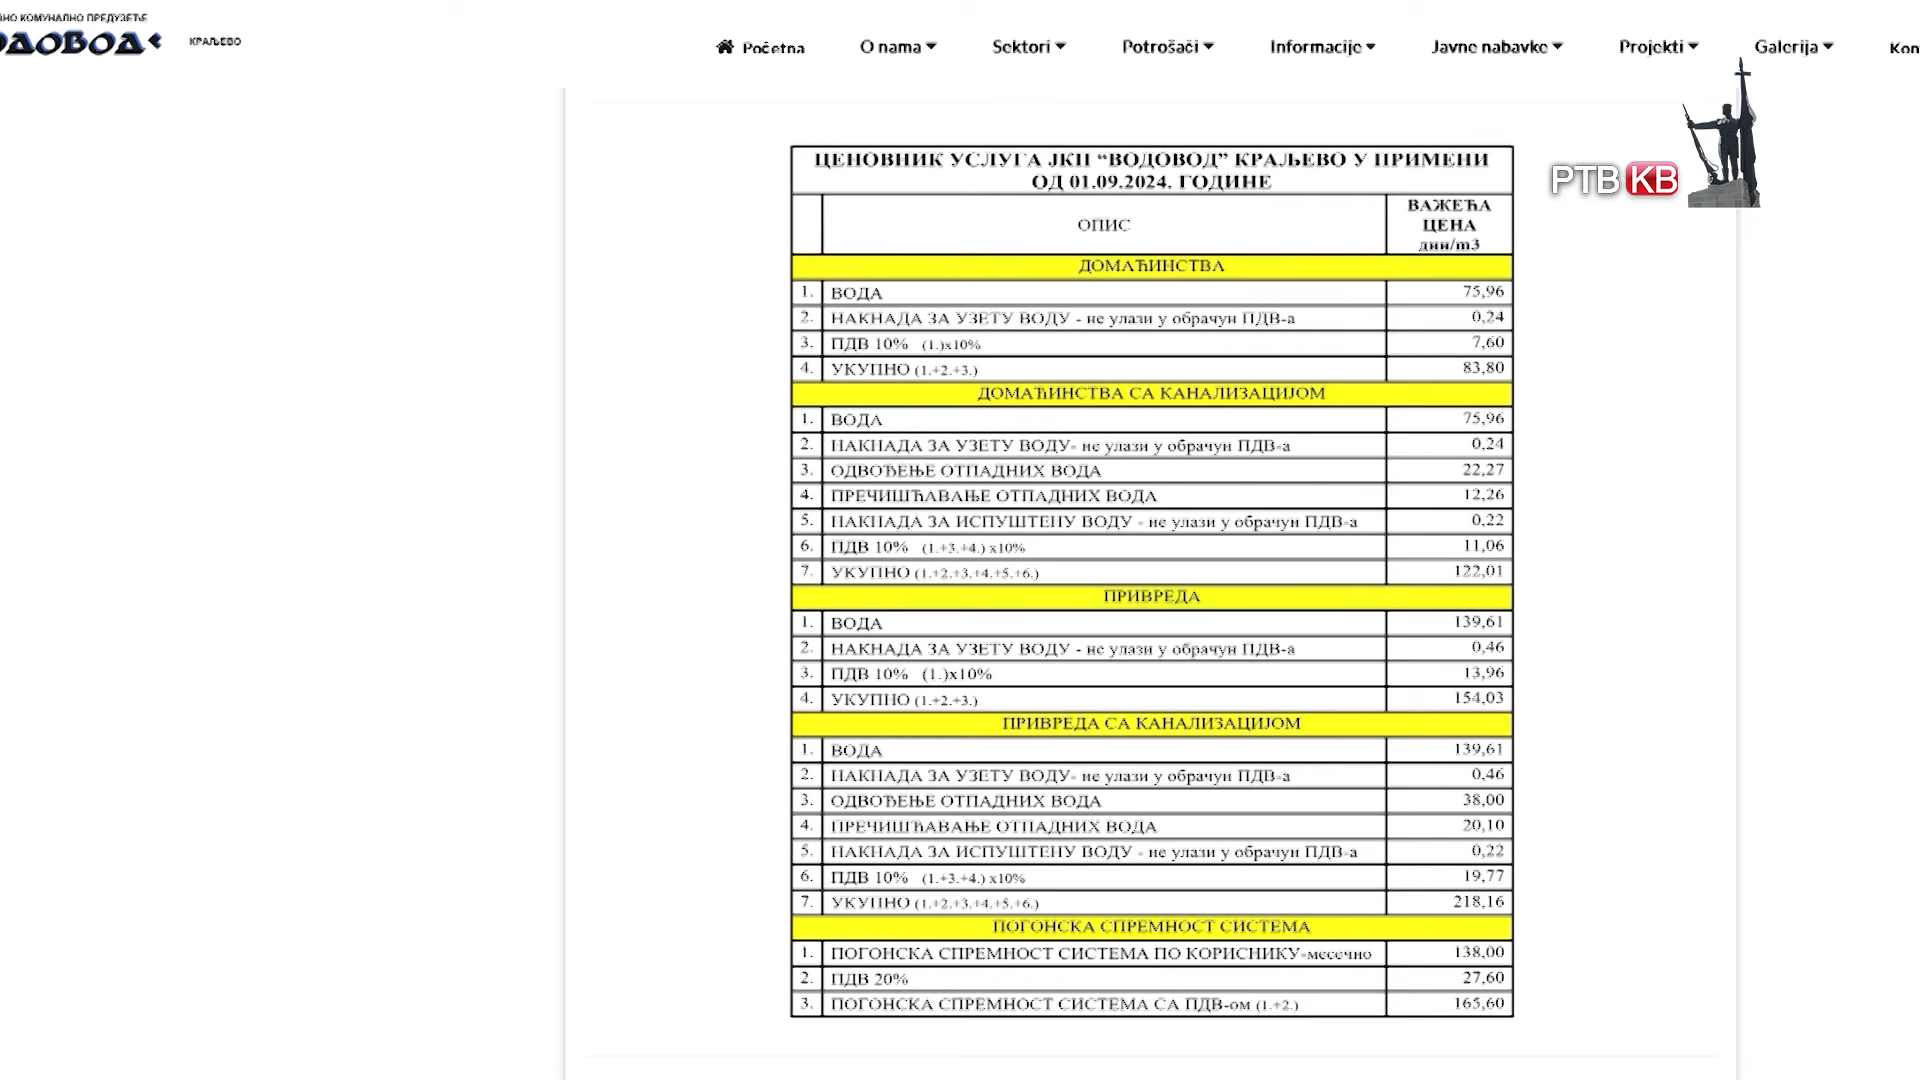 КОМУНАЛНО ПРЕДУЗЕЋЕ
КРАЉЕВО
Početna O nama Sektori Potrošači Informacije Javne nabavke Projekti Galerija
РТВ КВ
ЦЕНОВНИК УСЛУГА ЈКП “ВОДОВОД” КРАЉЕВО У ПРИМЕНИ
ОД 01.09.2024. ГОДИНЕ
ОПИС
ВАЖЕЋА
ЦЕНА
дин/m3
ДОМАЋИНСТВА
1. ВОДА 75,96
2. НАКНАДА ЗА УЗЕТУ ВОДУ - не улази у обрачун ПДВ-а 0,24
3. ПДВ 10% (1.)x10% 7,60
4. УКУПНО (1.+2.+3.) 83,80
ДОМАЋИНСТВА СА КАНАЛИЗАЦИЈОМ
1. ВОДА 75,96
2. НАКНАДА ЗА УЗЕТУ ВОДУ- не улази у обрачун ПДВ-а 0,24
3. ОДВОЂЕЊЕ ОТПАДНИХ ВОДА 22,27
4. ПРЕЧИШЋАВАЊЕ ОТПАДНИХ ВОДА 12,26
5. НАКНАДА ЗА ИСПУШТЕНУ ВОДУ - не улази у обрачун ПДВ-а 0,22
6. ПДВ 10% (1.+3.+4.) x10% 11,06
7. УКУПНО (1.+2.+3.+4.+5.+6.) 122,01
ПРИВРЕДА
1. ВОДА 139,61
2. НАКНАДА ЗА УЗЕТУ ВОДУ - не улази у обрачун ПДВ-а 0,46
3. ПДВ 10% (1.)x10% 13,96
4. УКУПНО (1.+2.+3.) 154,03
ПРИВРЕДА СА КАНАЛИЗАЦИЈОМ
1. ВОДА 139,61
2. НАКНАДА ЗА УЗЕТУ ВОДУ- не улази у обрачун ПДВ-а 0,46
3. ОДВОЂЕЊЕ ОТПАДНИХ ВОДА 38,00
4. ПРЕЧИШЋАВАЊЕ ОТПАДНИХ ВОДА 20,10
5. НАКНАДА ЗА ИСПУШТЕНУ ВОДУ - не улази у обрачун ПДВ-а 0,22
6. ПДВ 10% (1.+3.+4.) x10% 19,77
7. УКУПНО (1.+2.+3.+4.+5.+6.) 218,16
ПОГОНСКА СПРЕМНОСТ СИСТЕМА
1. ПОГОНСКА СПРЕМНОСТ СИСТЕМА ПО КОРИСНИКУ-месечно 138,00
2. ПДВ 20% 27,60
3. ПОГОНСКА СПРЕМНОСТ СИСТЕМА СА ПДВ-ом (1.+2.) 165,60